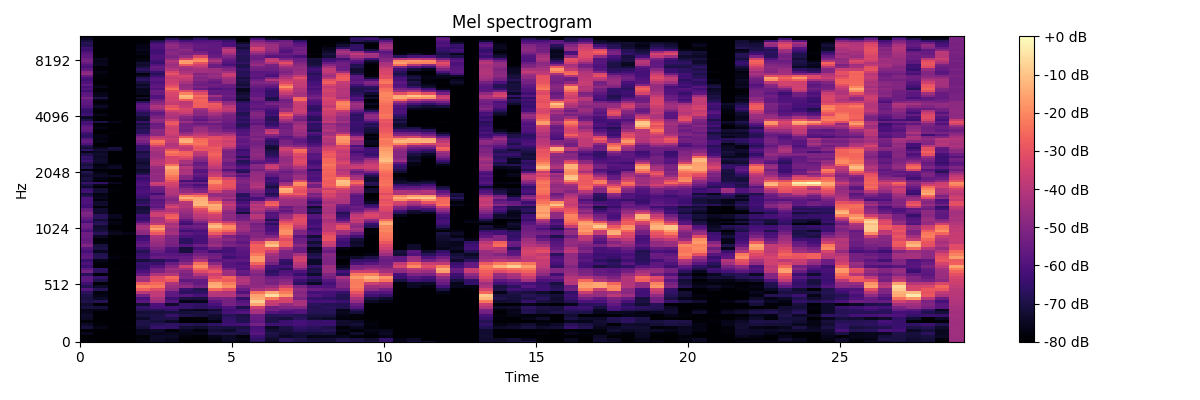 Mel spectrogram
8192
4096
2048
1024
512
0
Hz
0 5 10 15 20 25
Time
+0 dB
-10 dB
-20 dB
-30 dB
-40 dB
-50 dB
-60 dB
-70 dB
-80 dB